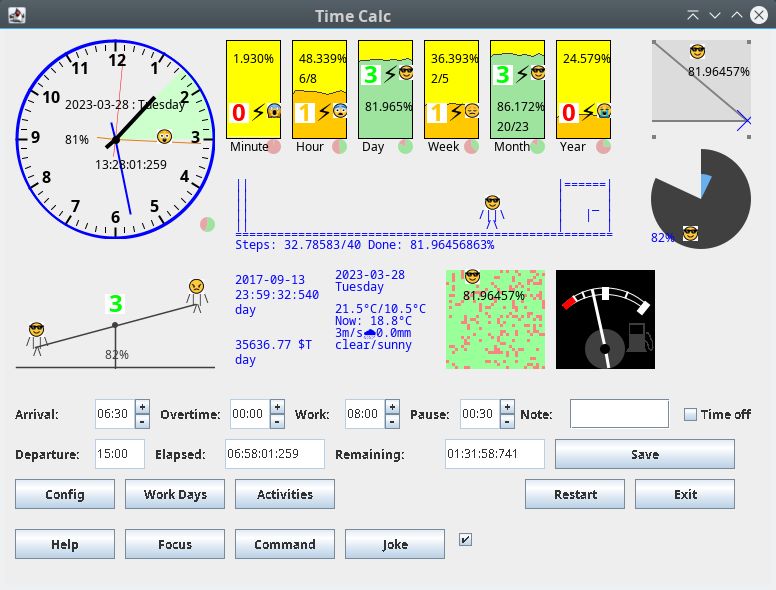 Time Calc
12
11
1
10
2
2023-03-28 : Tuesday
9
81%
3
13:28:01:259
8
4
7
5
6
1.930%
0
Minute
48.339%
6/8
1
Hour
3
81.965%
Day
36.393%
2/5
1
Week
3
86.172%
20/23
Month
24.579%
0
Year
81.96457%
Steps: 32.78583/40 Done: 81.96456863%
82%
3
82%
2017-09-13
23:59:32:540
day
35636.77 $T
day
2023-03-28
Tuesday
21.5°C/10.5°C
Now: 18.8°C
3m/s 0.0mm
clear/sunny
81.96457%
Arrival: 06:30 Overtime: 00:00 Work: 08:00 Pause: 00:30 Note: Time off
Departure: 15:00 Elapsed: 06:58:01:259 Remaining: 01:31:58:741 Save
Config Work Days Activities Restart Exit
Help Focus Command Joke